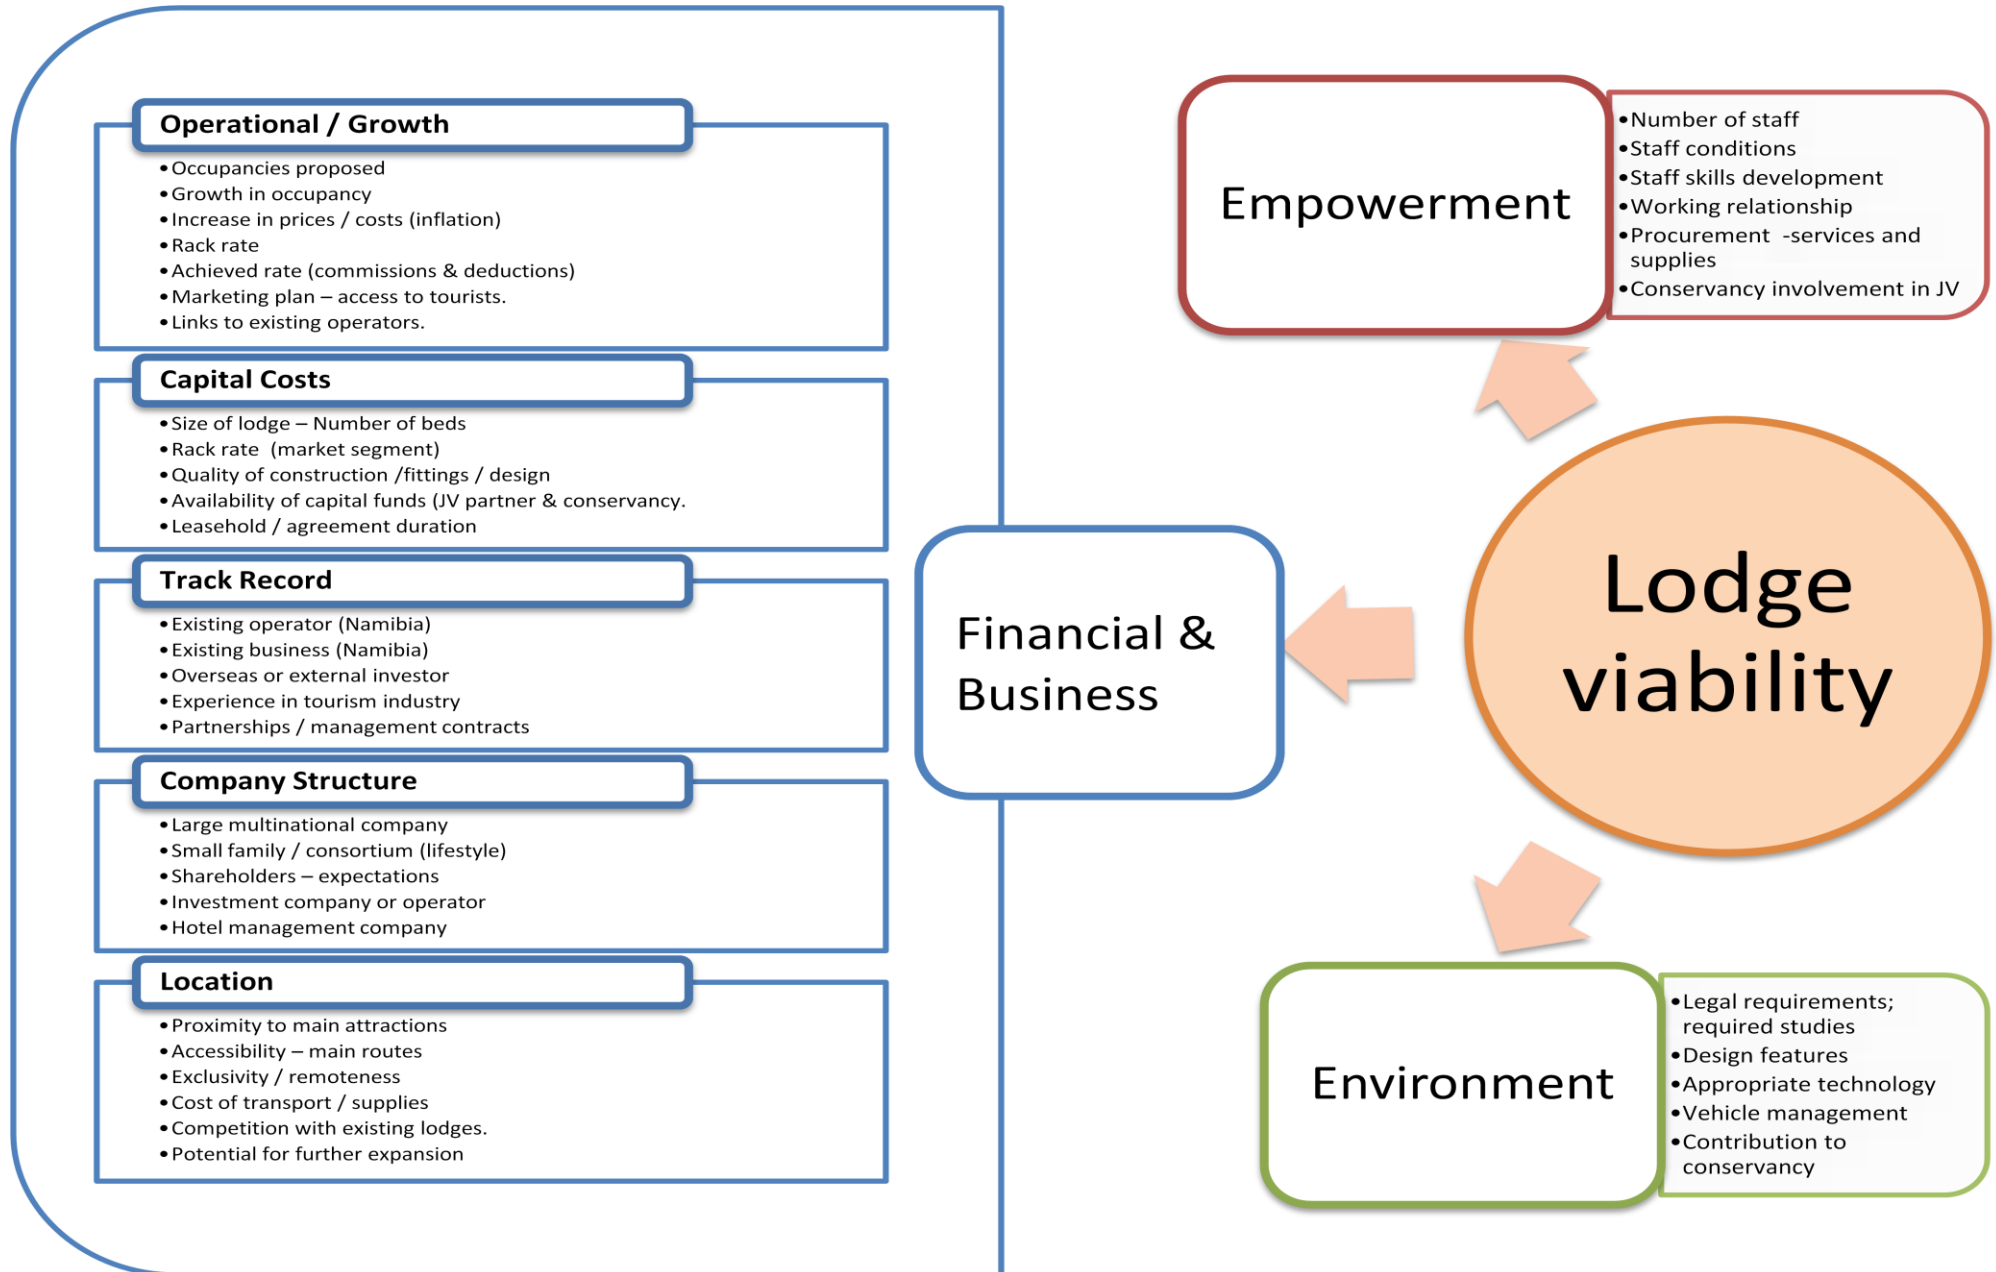 Operational / Growth
•Occupancies proposed
•Growth in occupancy
•Increase in prices / costs (inflation)
•Rack rate
•Achieved rate (commissions & deductions)
•Marketing plan – access to tourists.
•Links to existing operators.
Capital Costs
•Size of lodge – Number of beds
•Rack rate  (market segment)
•Quality of construction /fittings / design
•Availability of capital funds (JV partner & conservancy.
•Leasehold / agreement duration
Track Record
•Existing operator (Namibia)
•Existing business (Namibia)
•Overseas or external investor
•Experience in tourism industry
•Partnerships / management contracts
Company Structure
•Large multinational company
•Small family / consortium (lifestyle)
•Shareholders – expectations
•Investment company or operator
•Hotel management company
Location
•Proximity to main attractions
•Accessibility – main routes
•Exclusivity / remoteness
•Cost of transport / supplies
•Competition with existing lodges.
•Potential for further expansion
Financial &
Business
Empowerment
•Number of staff
•Staff conditions
•Staff skills development
•Working relationship
•Procurement  -services and
supplies
•Conservancy involvement in JV
Lodge
viability
Environment
•Legal requirements;
required studies
•Design features
•Appropriate technology
•Vehicle management
•Contribution to
conservancy